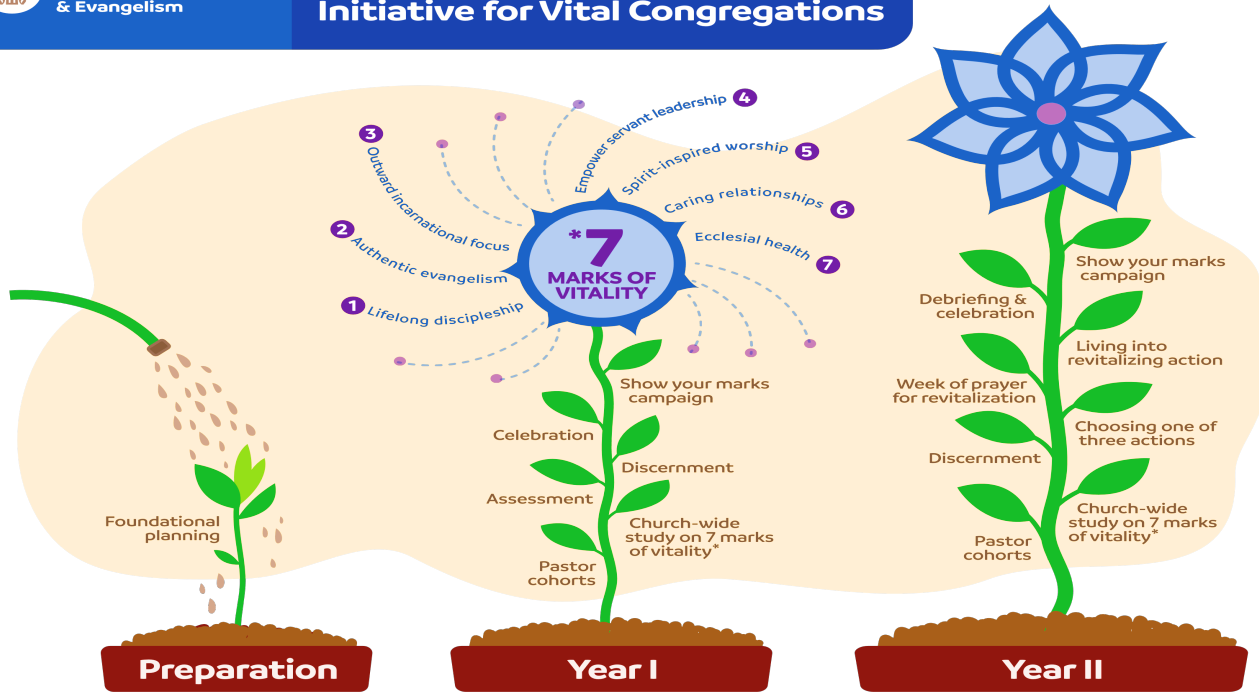 & Evangelism
Initiative for Vital Congregations
*7
MARKS OF
VITALITY
1 Lifelong discipleship
2 Authentic evangelism
3 Outward incarnational focus
4 Empower servant leadership
5 Spirit-inspired worship
6 Caring relationships
7 Ecclesial health
Foundational
planning
Preparation
Show your marks
campaign
Celebration
Discernment
Assessment
Church-wide
study on 7 marks
of vitality*
Pastor
cohorts
Year I
Show your marks
campaign
Debriefing &
celebration
Living into
revitalizing action
Week of prayer
for revitalization
Choosing one of
three actions
Discernment
Church-wide
study on 7 marks
of vitality*
Pastor
cohorts
Year II